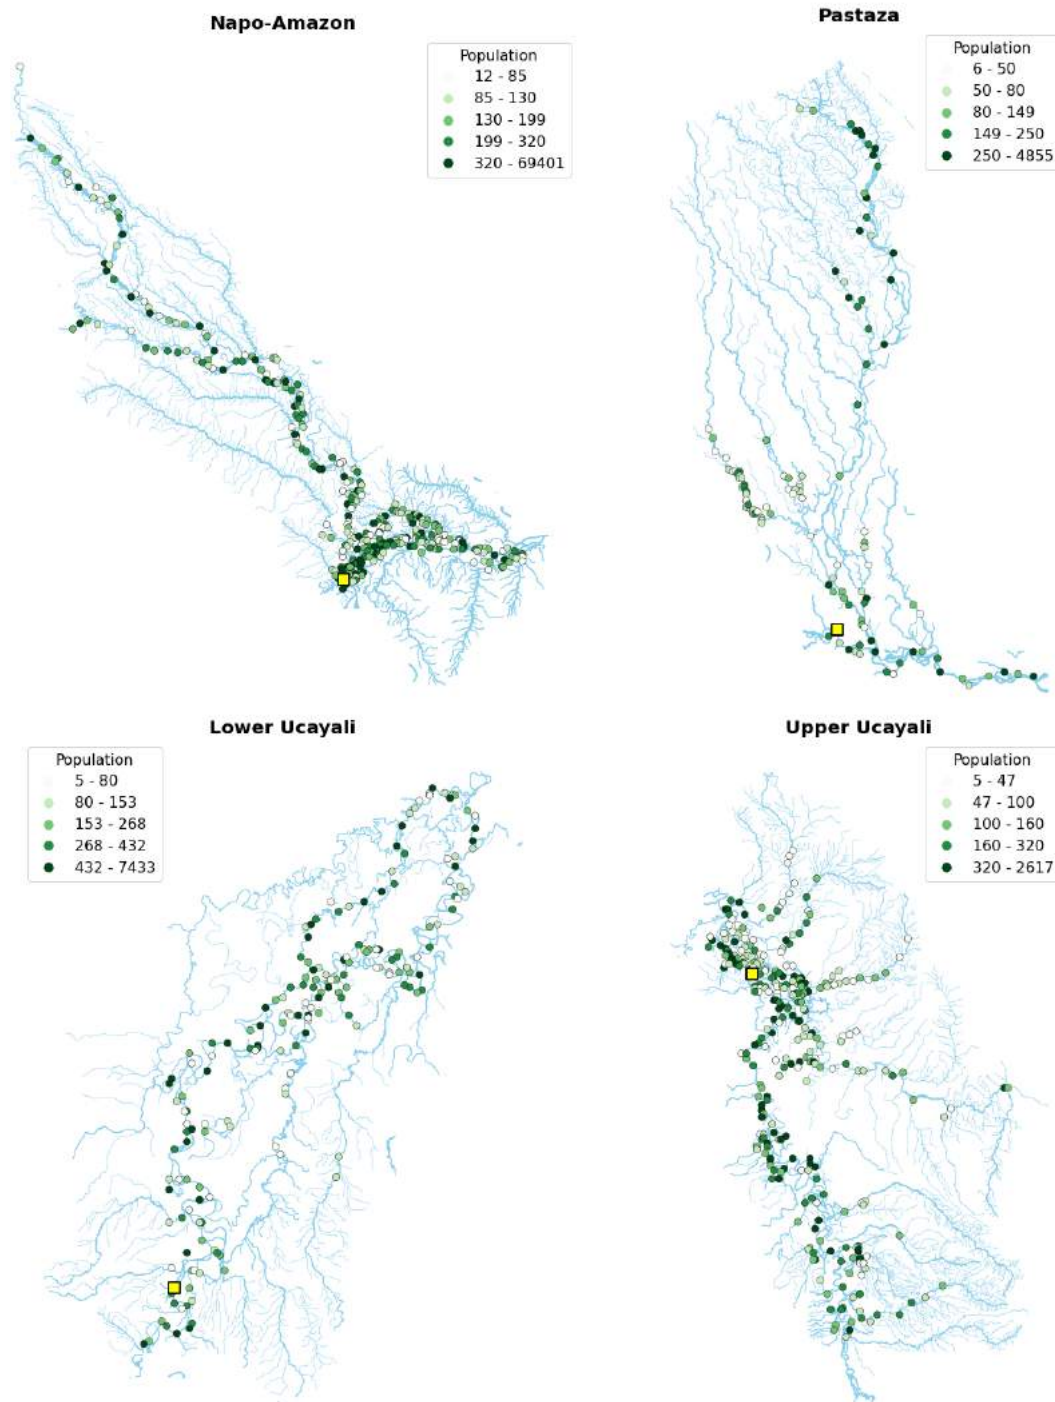 Napo-Amazon
Population
12 - 85
85 - 130
130 - 199
199 - 320
320 - 69401
Pastaza
Population
6 - 50
50 - 80
80 - 149
149 - 250
250 - 4855
Lower Ucayali
Population
5 - 80
80 - 153
153 - 268
268 - 432
432 - 7433
Upper Ucayali
Population
5 - 47
47 - 100
100 - 160
160 - 320
320 - 2617